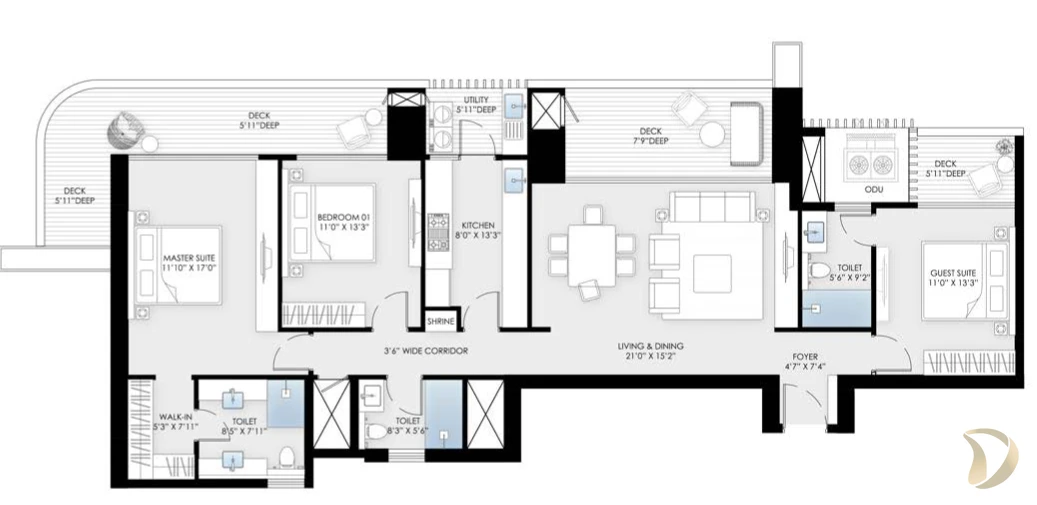 DECK
5'11"DEEP
UTILITY
5'11"DEEP
DECK
7'9"DEEP
DECK
5'11"DEEP
ODU
DECK
5'11"DEEP
MASTER SUITE
11'10" X 17'0"
BEDROOM 01
11'0" X 13'3"
KITCHEN
8'0" X 13'3"
TOILET
5'6" X 9'2"
GUEST SUITE
11'0" X 13'3"
SHRINE
3'6" WIDE CORRIDOR
LIVING & DINING
21'0" X 15'2"
FOYER
4'7" X 7'4"
WALK-IN
5'3" X 7'11"
TOILET
8'5" X 7'11"
TOILET
8'3" X 5'6"